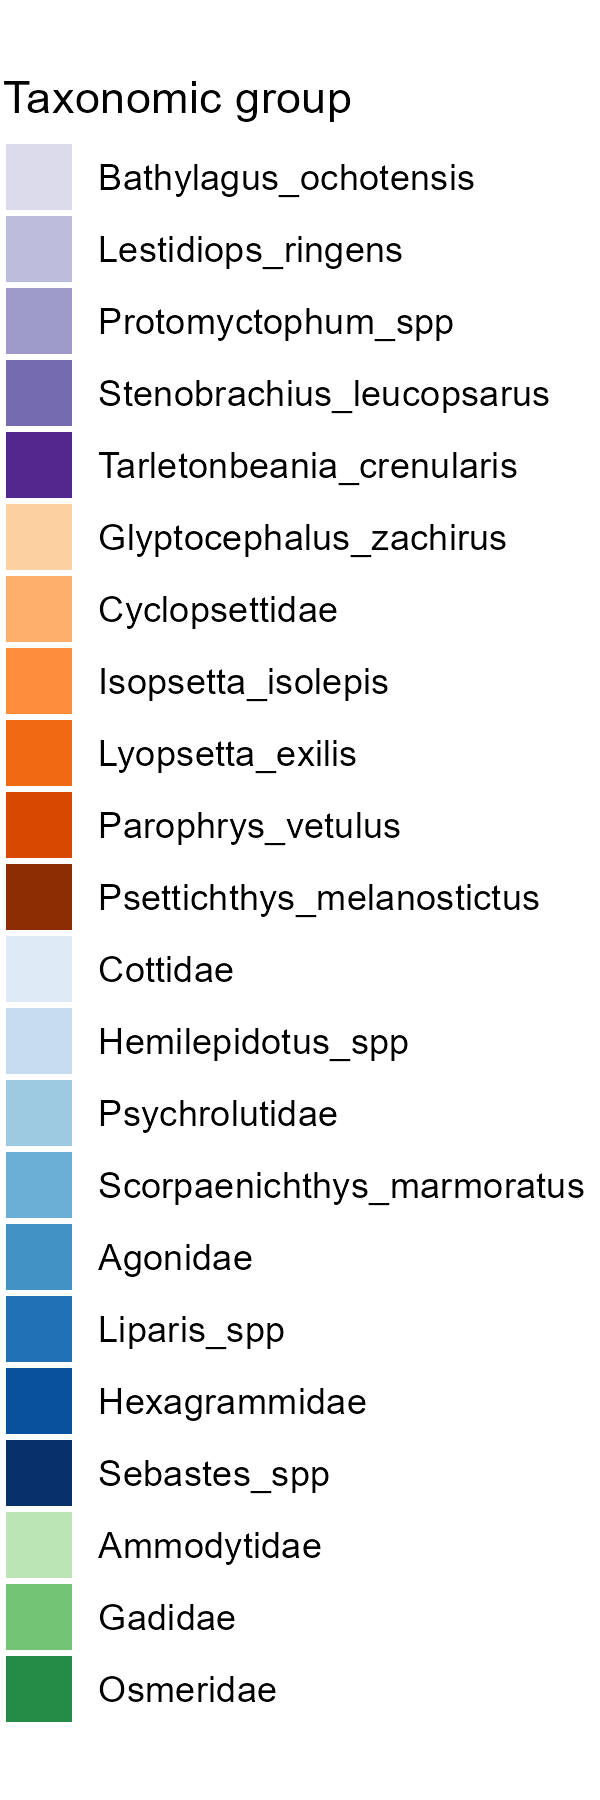 Taxonomic group
Bathylagus_ochotensis
Lestidiops_ringens
Protomyctophum_spp
Stenobrachius_leucopsarus
Tarletonbeania_crenularis
Glyptocephalus_zachirus
Cyclopsettidae
Isopsetta_isolepis
Lyopsetta_exilis
Parophrys_vetulus
Psettichthys_melanostictus
Cottidae
Hemilepidotus_spp
Psychrolutidae
Scorpaenichthys_marmoratus
Agonidae
Liparis_spp
Hexagrammidae
Sebastes_spp
Ammodytidae
Gadidae
Osmeridae